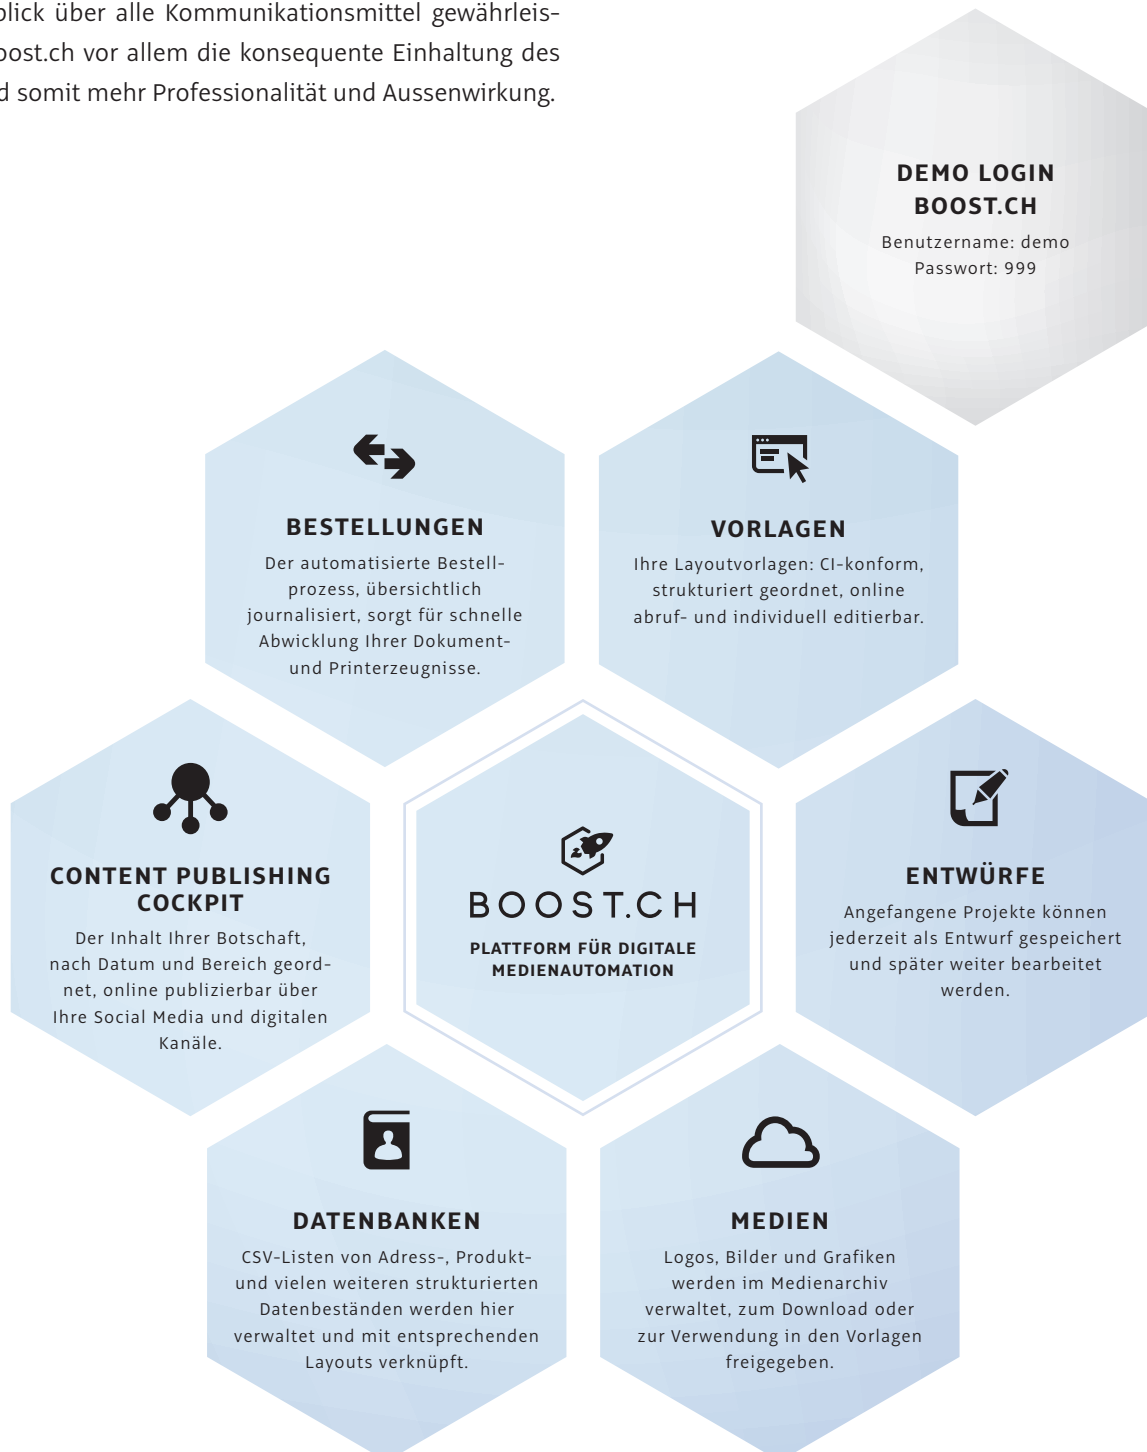 blick über alle Kommunikationsmittel gewährleis-
oost.ch vor allem die konsequente Einhaltung des
d somit mehr Professionalität und Aussenwirkung.
DEMO LOGIN
BOOST.CH
Benutzername: demo
Passwort: 999
BESTELLUNGEN
Der automatisierte Bestell-
prozess, übersichtlich
journalisiert, sorgt für schnelle
Abwicklung Ihrer Dokument-
und Printerzeugnisse.
VORLAGEN
Ihre Layoutvorlagen: CI-konform,
strukturiert geordnet, online
abruf- und individuell editierbar.
CONTENT PUBLISHING
COCKPIT
Der Inhalt Ihrer Botschaft,
nach Datum und Bereich geord-
net, online publizierbar über
Ihre Social Media und digitalen
Kanäle.
BOOST.CH
PLATTFORM FÜR DIGITALE
MEDIENAUTOMATION
ENTWÜRFE
Angefangene Projekte können
jederzeit als Entwurf gespeichert
und später weiter bearbeitet
werden.
DATENBANKEN
CSV-Listen von Adress-, Produkt-
und vielen weiteren strukturierten
Datenbeständen werden hier
verwaltet und mit entsprechenden
Layouts verknüpft.
MEDIEN
Logos, Bilder und Grafiken
werden im Medienarchiv
verwaltet, zum Download oder
zur Verwendung in den Vorlagen
freigegeben.